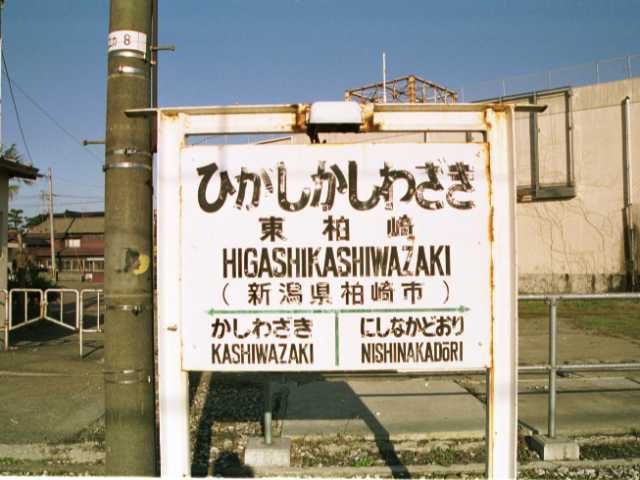 8
ひがしかしわざき
東柏崎
HIGASHIKASHIWAZAKI
（新潟県柏崎市）
かしわざき にしなかどおり
KASHIWAZAKI NISHINAKADŌRI